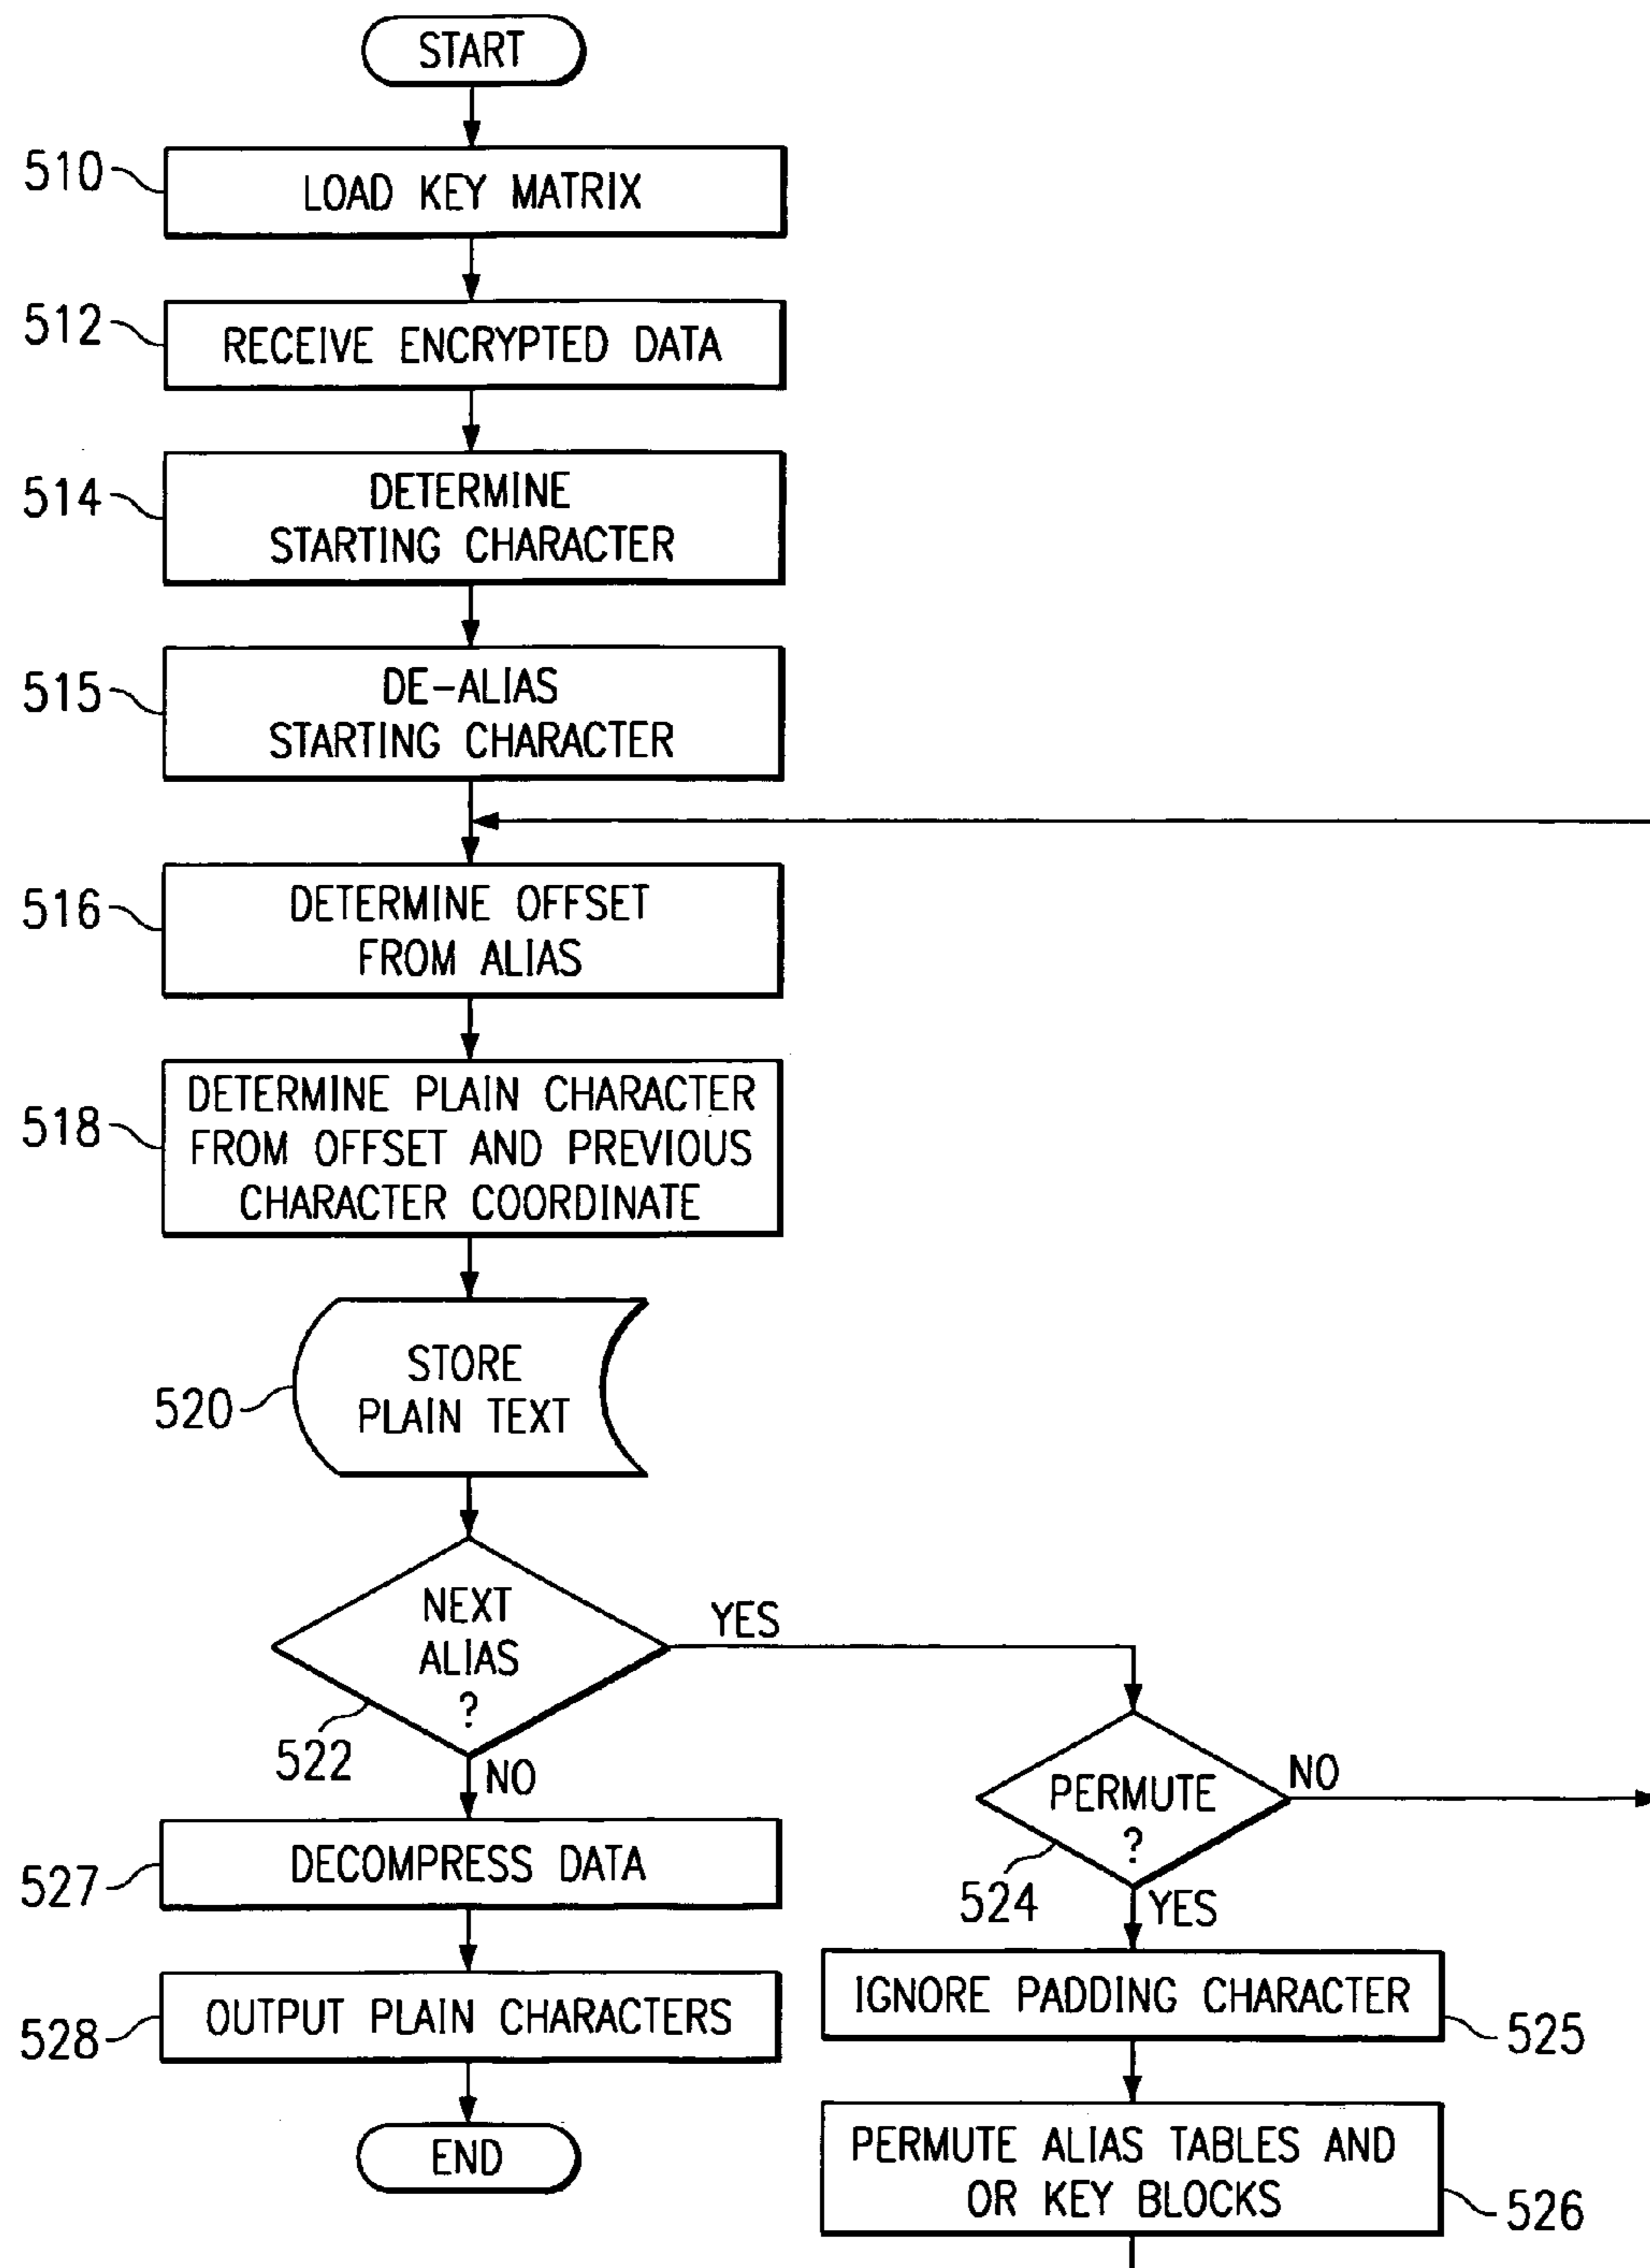 START
510
LOAD KEY MATRIX
512
RECEIVE ENCRYPTED DATA
514
DETERMINE
STARTING CHARACTER
515
DE-ALIAS
STARTING CHARACTER
516
DETERMINE OFFSET
FROM ALIAS
518
DETERMINE PLAIN CHARACTER
FROM OFFSET AND PREVIOUS
CHARACTER COORDINATE
520
STORE
PLAIN TEXT
NEXT
ALIAS
?
522
YES
NO
PERMUTE
?
524
NO
YES
527
DECOMPRESS DATA
528
OUTPUT PLAIN CHARACTERS
END
IGNORE PADDING CHARACTER
525
PERMUTE ALIAS TABLES AND
OR KEY BLOCKS
526